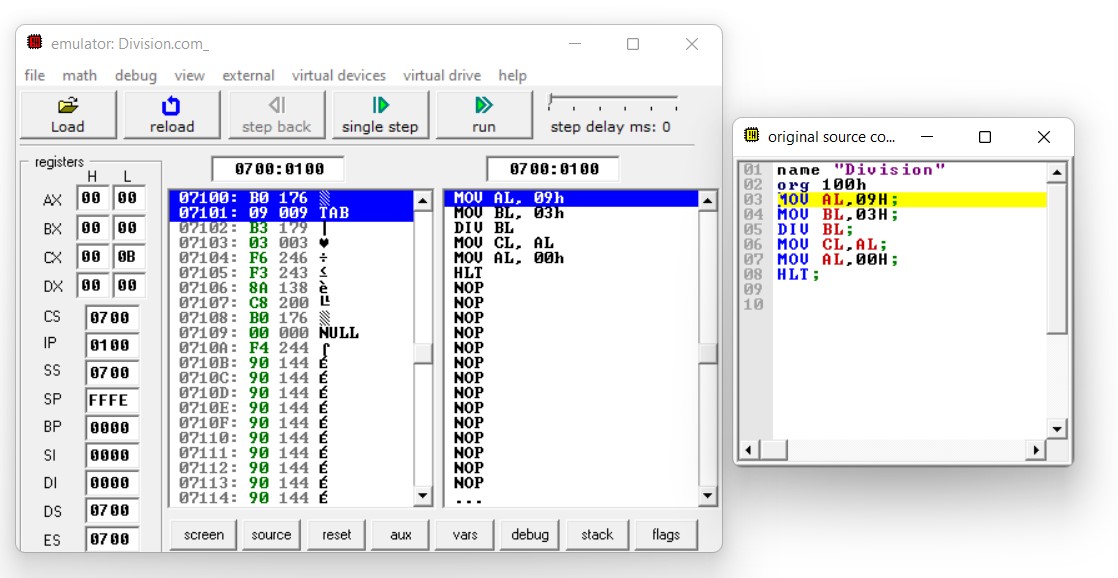 emulator: Division.com_
file math debug view external virtual devices virtual drive help
Load reload step back single step run step delay ms: 0
registers
H L
AX 00 00
BX 00 00
CX 00 0B
DX 00 00
CS 0700
IP 0100
SS 0700
SP FFFE
BP 0000
SI 0000
DI 0000
DS 0700
ES 0700
0700:0100
07100: B0 176 ▒
07101: 09 009 TAB
07102: B3 179 |
07103: 03 003 ♥
07104: F6 246 ÷
07105: F3 243 ≤
07106: 8A 138 è
07107: C8 200 ╚
07108: B0 176 ▒
07109: 00 000 NULL
0710A: F4 244 ⌠
0710B: 90 144 É
0710C: 90 144 É
0710D: 90 144 É
0710E: 90 144 É
0710F: 90 144 É
07110: 90 144 É
07111: 90 144 É
07112: 90 144 É
07113: 90 144 É
07114: 90 144 É
0700:0100
MOV AL, 09h
MOV BL, 03h
DIV BL
MOV CL, AL
MOV AL, 00h
HLT
NOP
NOP
NOP
NOP
NOP
NOP
NOP
NOP
NOP
NOP
NOP
NOP
NOP
NOP
...
screen source reset aux vars debug stack flags
original source co...
01 name "Division"
02 org 100h
03 MOV AL,09H;
04 MOV BL,03H;
05 DIV BL;
06 MOV CL,AL;
07 MOV AL,00H;
08 HLT;
09
10